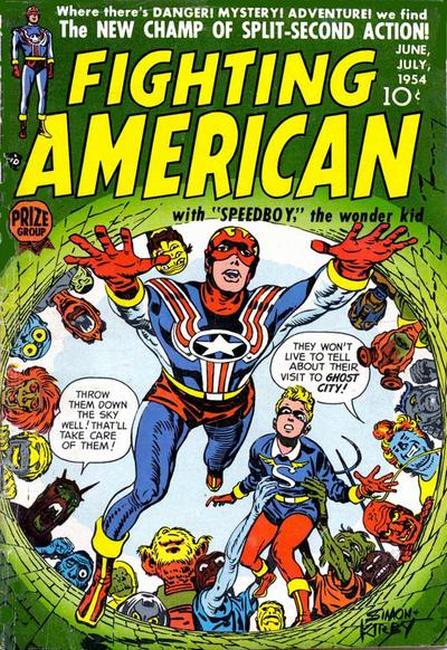 Where there's DANGER! MYSTERY! ADVENTURE! we find
The NEW CHAMP OF SPLIT-SECOND ACTION!
JUNE,
JULY,
1954
10¢
FIGHTING
AMERICAN
PRIZE
GROUP
with "SPEEDBOY," the wonder kid
THEY WON'T
LIVE TO TELL
ABOUT THEIR
VISIT TO GHOST
CITY!
THROW
THEM DOWN
THE SKY
WELL! THAT'LL
TAKE CARE
OF THEM!
S
SIMON +
KIRBY